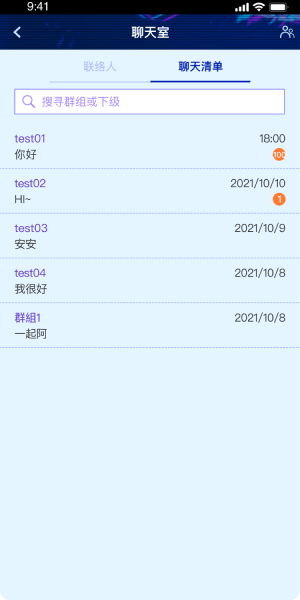 9:41
聊天室
联络人 聊天清单
搜寻群组或下级
test01 18:00
你好 100
test02 2021/10/10
HI~ 1
test03 2021/10/9
安安
test04 2021/10/8
我很好
群組1 2021/10/8
一起阿